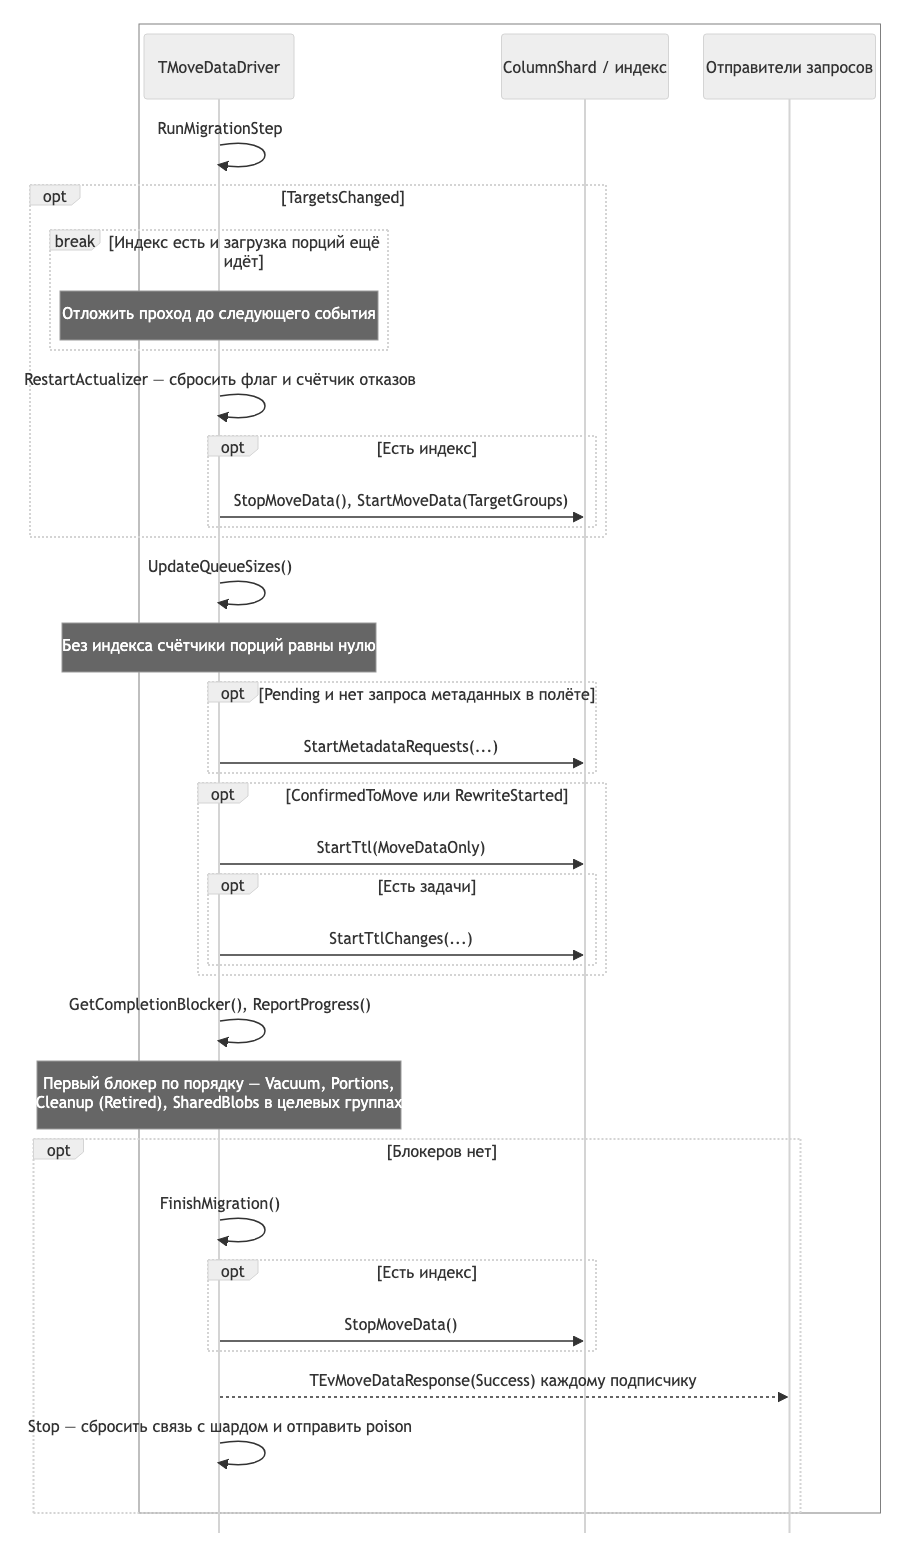 TMoveDataDriver
ColumnShard / индекс
Отправители запросов
RunMigrationStep
opt
[TargetsChanged]
break
[Индекс есть и загрузка порций ещё
идёт]
Отложить проход до следующего события
RestartActualizer — сбросить флаг и счётчик отказов
opt
[Есть индекс]
StopMoveData(), StartMoveData(TargetGroups)
UpdateQueueSizes()
Без индекса счётчики порций равны нулю
opt
[Pending и нет запроса метаданных в полёте]
StartMetadataRequests(...)
opt
[ConfirmedToMove или RewriteStarted]
StartTtl(MoveDataOnly)
opt
[Есть задачи]
StartTtlChanges(...)
GetCompletionBlocker(), ReportProgress()
Первый блокер по порядку — Vacuum, Portions,
Cleanup (Retired), SharedBlobs в целевых группах
opt
[Блокеров нет]
FinishMigration()
opt
[Есть индекс]
StopMoveData()
TEvMoveDataResponse(Success) каждому подписчику
Stop — сбросить связь с шардом и отправить poison